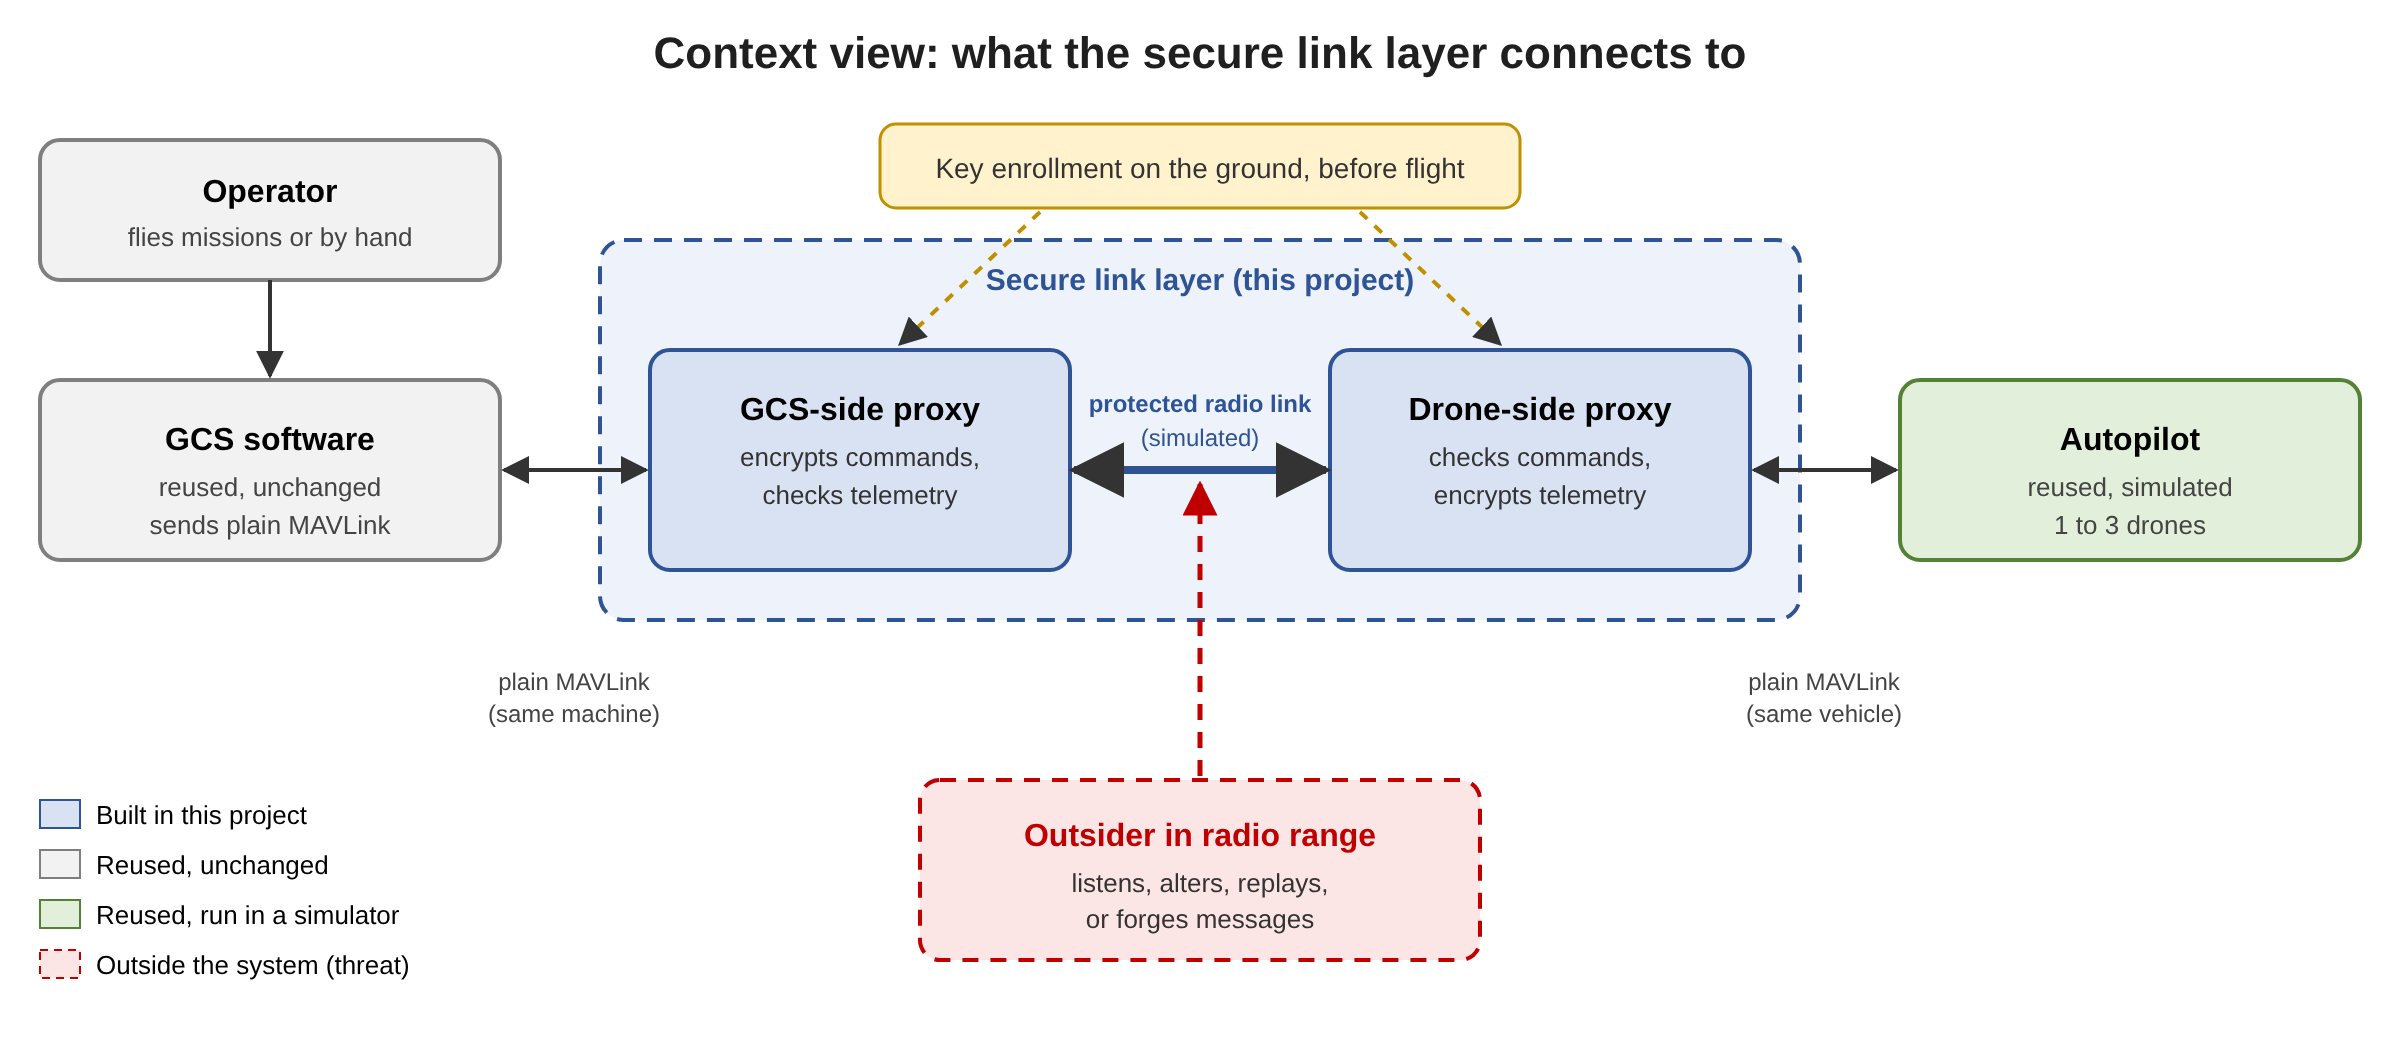 Context view: what the secure link layer connects to
Key enrollment on the ground, before flight
Operator
flies missions or by hand
Secure link layer (this project)
GCS software
reused, unchanged
sends plain MAVLink
GCS-side proxy
encrypts commands,
checks telemetry
protected radio link
(simulated)
Drone-side proxy
checks commands,
encrypts telemetry
Autopilot
reused, simulated
1 to 3 drones
plain MAVLink
(same machine)
plain MAVLink
(same vehicle)
Outsider in radio range
listens, alters, replays,
or forges messages
Built in this project
Reused, unchanged
Reused, run in a simulator
Outside the system (threat)